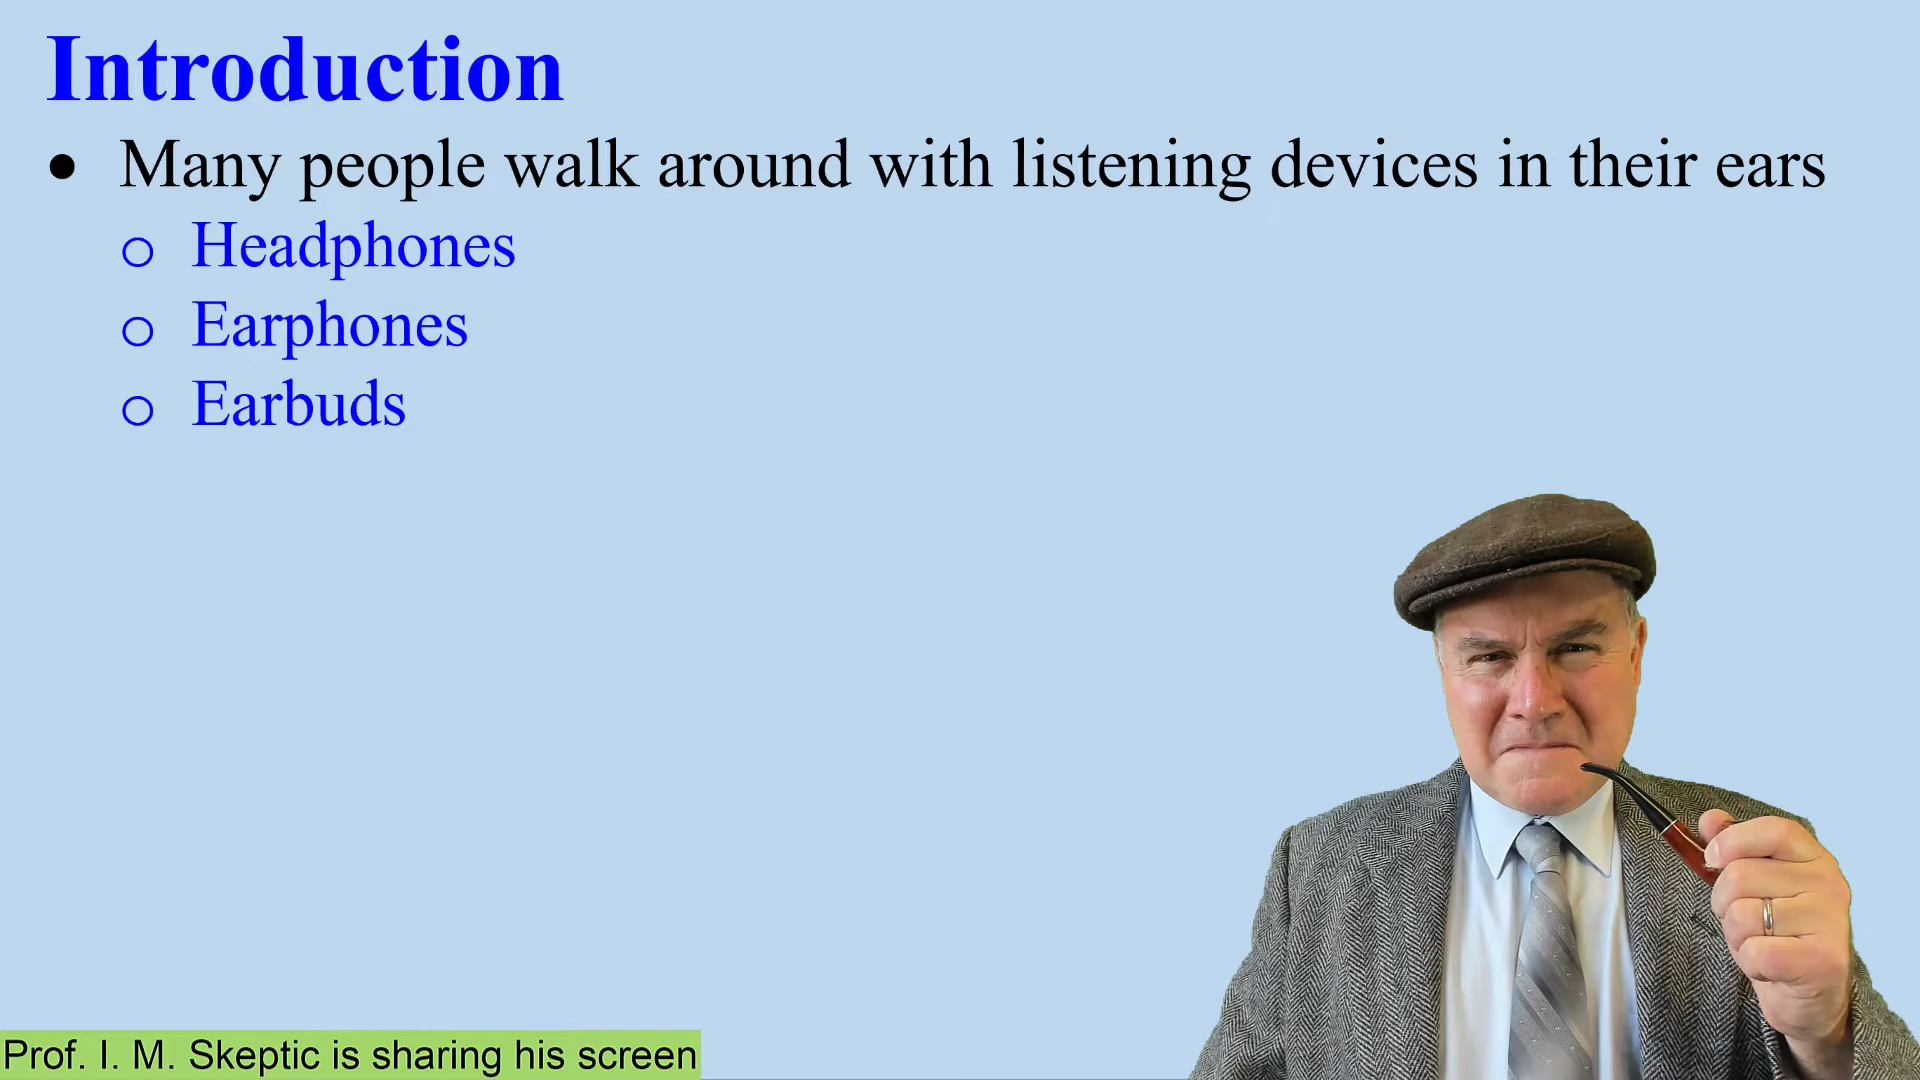 Introduction
• Many people walk around with listening devices in their ears
o Headphones
o Earphones
o Earbuds
Prof. I. M. Skeptic is sharing his screen